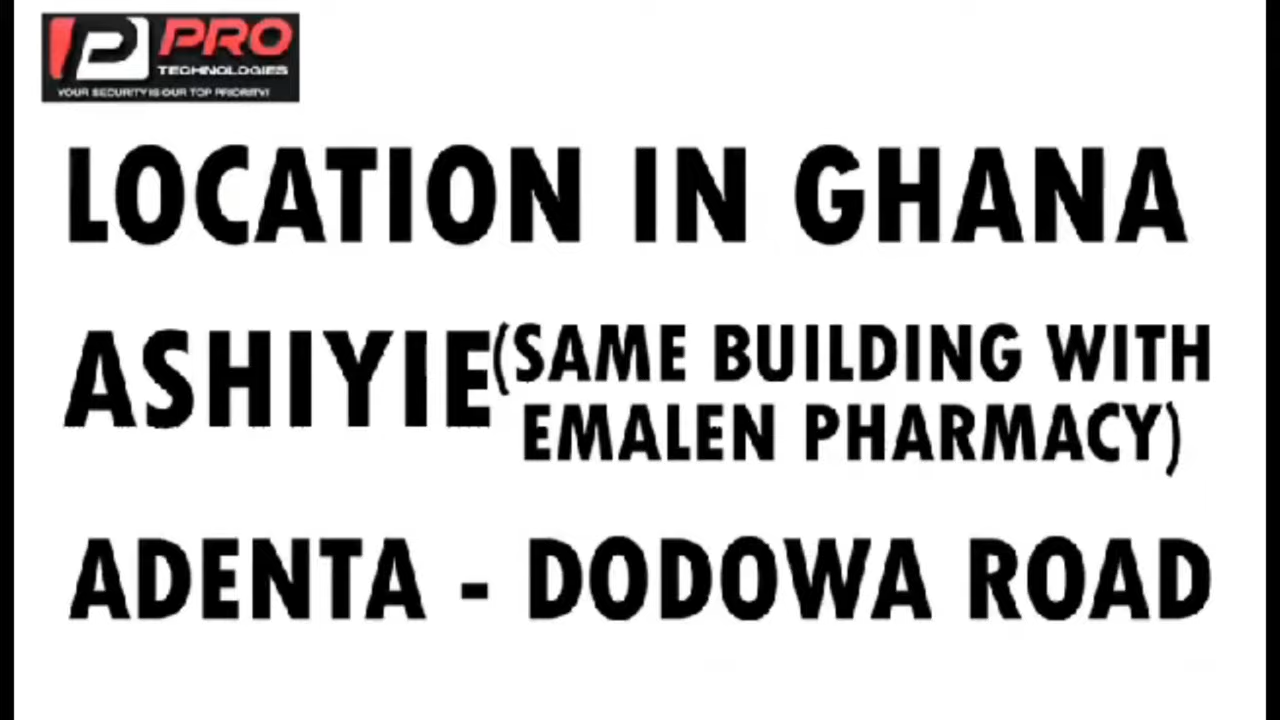 PRO
TECHNOLOGIES
YOUR SECURITY IS OUR TOP PRIORITY!
LOCATION IN GHANA
ASHIYIE (SAME BUILDING WITH
EMALEN PHARMACY)
ADENTA - DODOWA ROAD